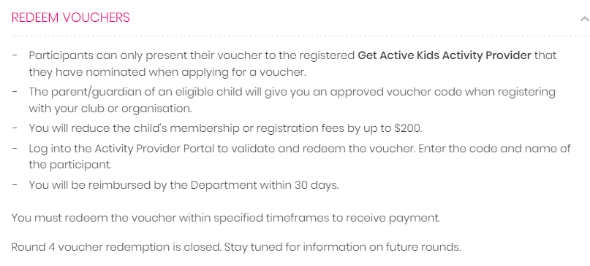 REDEEM VOUCHERS
- Participants can only present their voucher to the registered Get Active Kids Activity Provider that
they have nominated when applying for a voucher.
- The parent/guardian of an eligible child will give you an approved voucher code when registering
with your club or organisation.
- You will reduce the child's membership or registration fees by up to $200.
- Log into the Activity Provider Portal to validate and redeem the voucher. Enter the code and name of
the participant.
- You will be reimbursed by the Department within 30 days.
You must redeem the voucher within specified timeframes to receive payment.
Round 4 voucher redemption is closed. Stay tuned for information on future rounds.